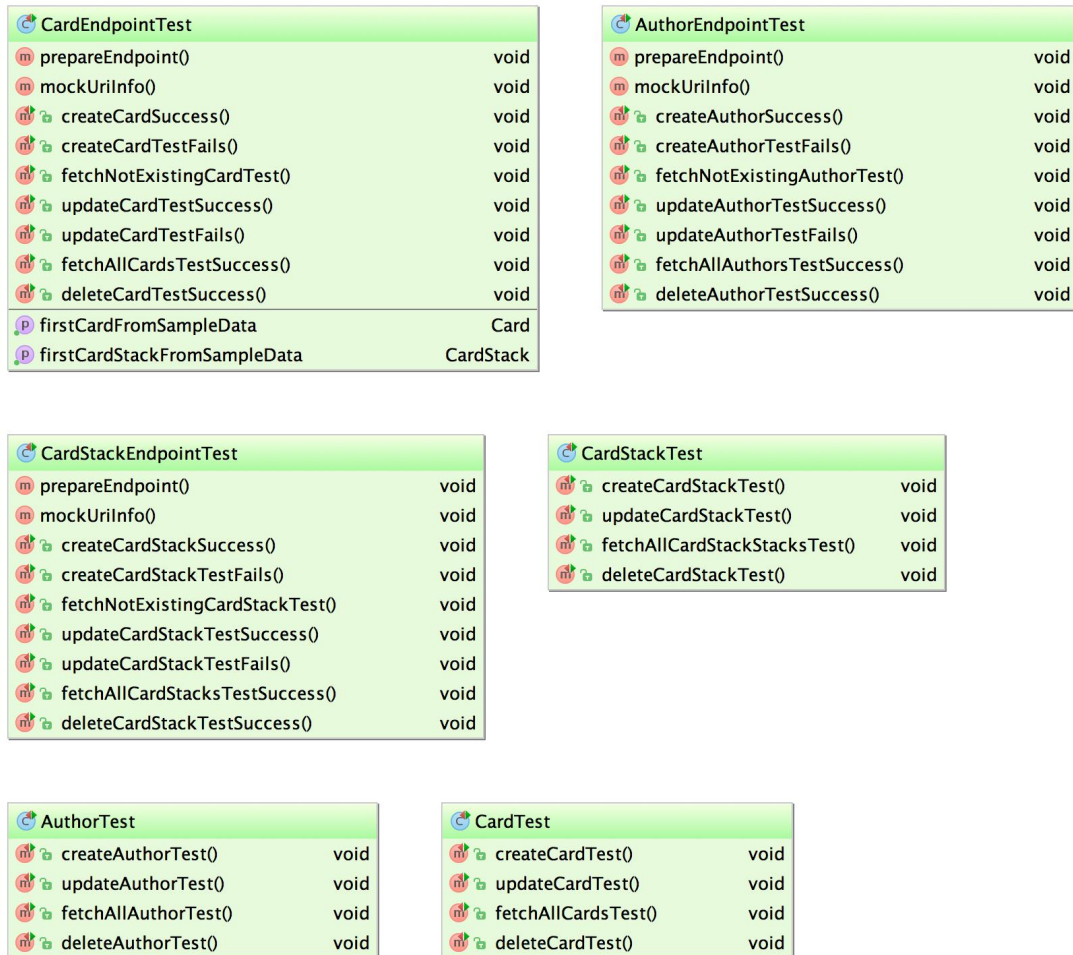 CardEndpointTest
prepareEndpoint() void
mockUriInfo() void
createCardSuccess() void
createCardTestFails() void
fetchNotExistingCardTest() void
updateCardTestSuccess() void
updateCardTestFails() void
fetchAllCardsTestSuccess() void
deleteCardTestSuccess() void
firstCardFromSampleData Card
firstCardStackFromSampleData CardStack
AuthorEndpointTest
prepareEndpoint() void
mockUriInfo() void
createAuthorSuccess() void
createAuthorTestFails() void
fetchNotExistingAuthorTest() void
updateAuthorTestSuccess() void
updateAuthorTestFails() void
fetchAllAuthorsTestSuccess() void
deleteAuthorTestSuccess() void
CardStackEndpointTest
prepareEndpoint() void
mockUriInfo() void
createCardStackSuccess() void
createCardStackTestFails() void
fetchNotExistingCardStackTest() void
updateCardStackTestSuccess() void
updateCardStackTestFails() void
fetchAllCardStacksTestSuccess() void
deleteCardStackTestSuccess() void
CardStackTest
createCardStackTest() void
updateCardStackTest() void
fetchAllCardStackStacksTest() void
deleteCardStackTest() void
AuthorTest
createAuthorTest() void
updateAuthorTest() void
fetchAllAuthorTest() void
deleteAuthorTest() void
CardTest
createCardTest() void
updateCardTest() void
fetchAllCardsTest() void
deleteCardTest() void